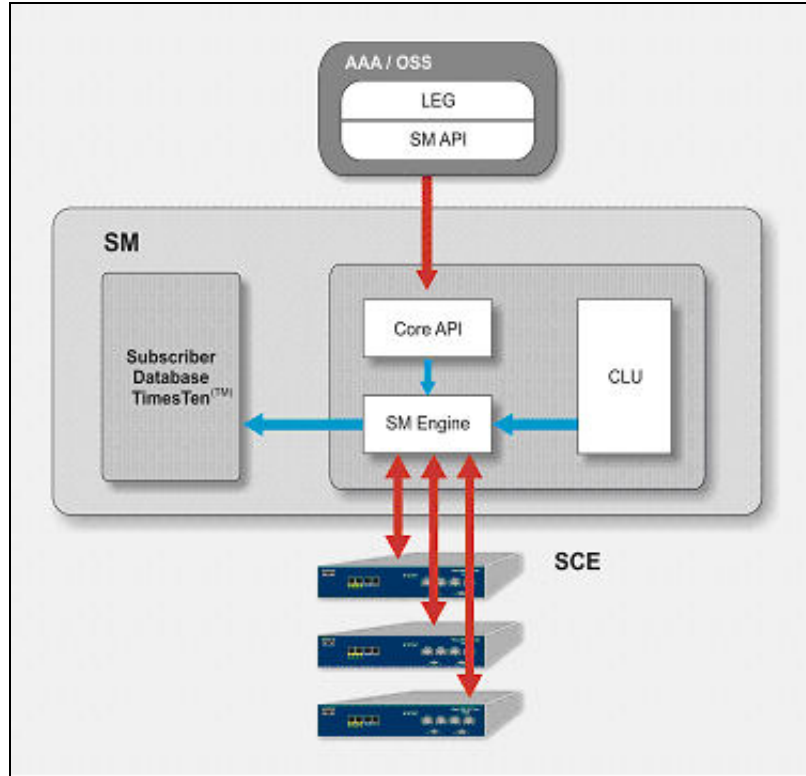 AAA / OSS
LEG
SM API
SM
Core API
CLU
Subscriber
Database
TimesTen(TM)
SM Engine
SCE